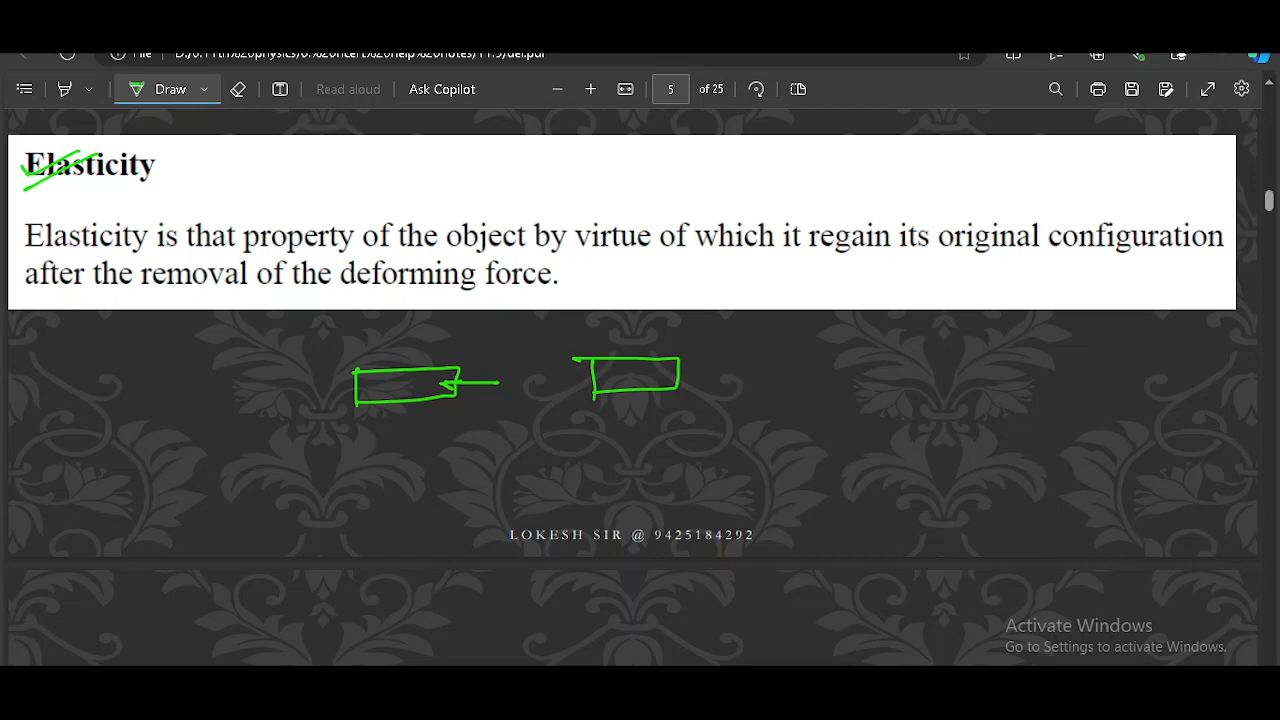 Draw
Read aloud
Ask Copilot
5
of 25
Elasticity
Elasticity is that property of the object by virtue of which it regain its original configuration
after the removal of the deforming force.
LOKESH SIR @ 9425184292
Activate Windows
Go to Settings to activate Windows.